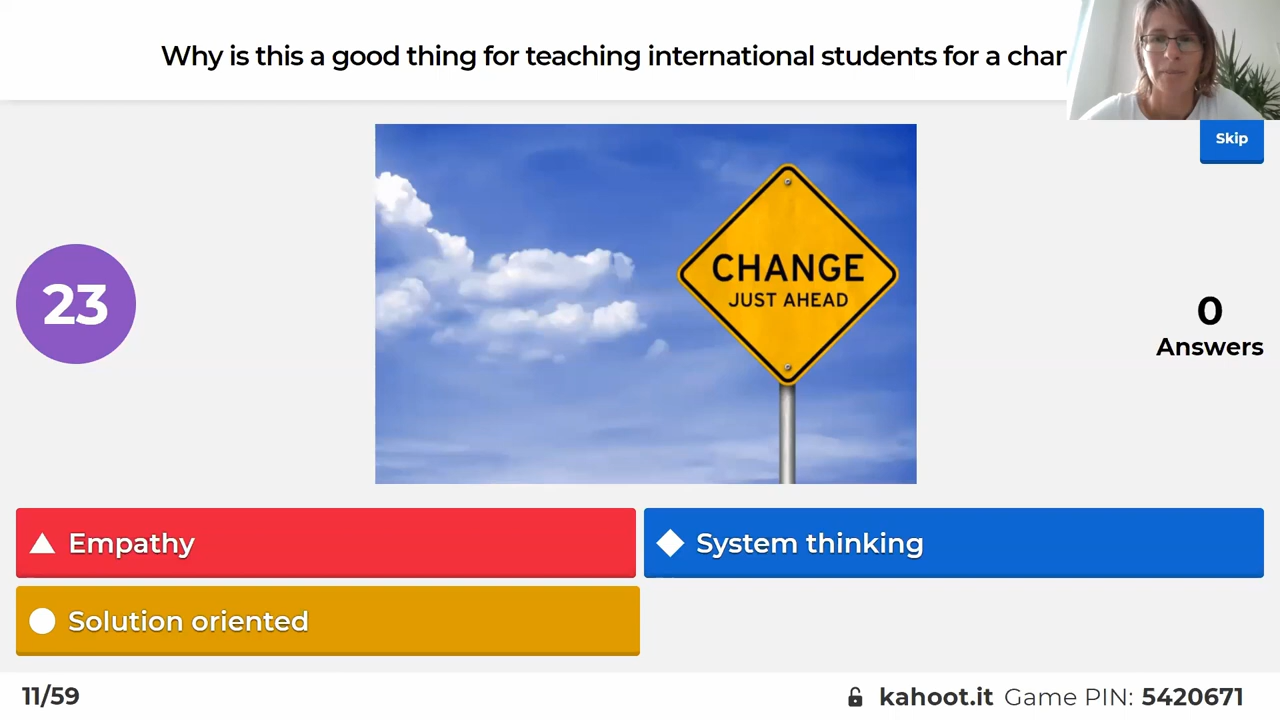 Why is this a good thing for teaching international students for a
Skip
23
CHANGE
JUST AHEAD
0
Answers
Empathy
System thinking
Solution oriented
11/59
kahoot.it Game PIN: 5420671